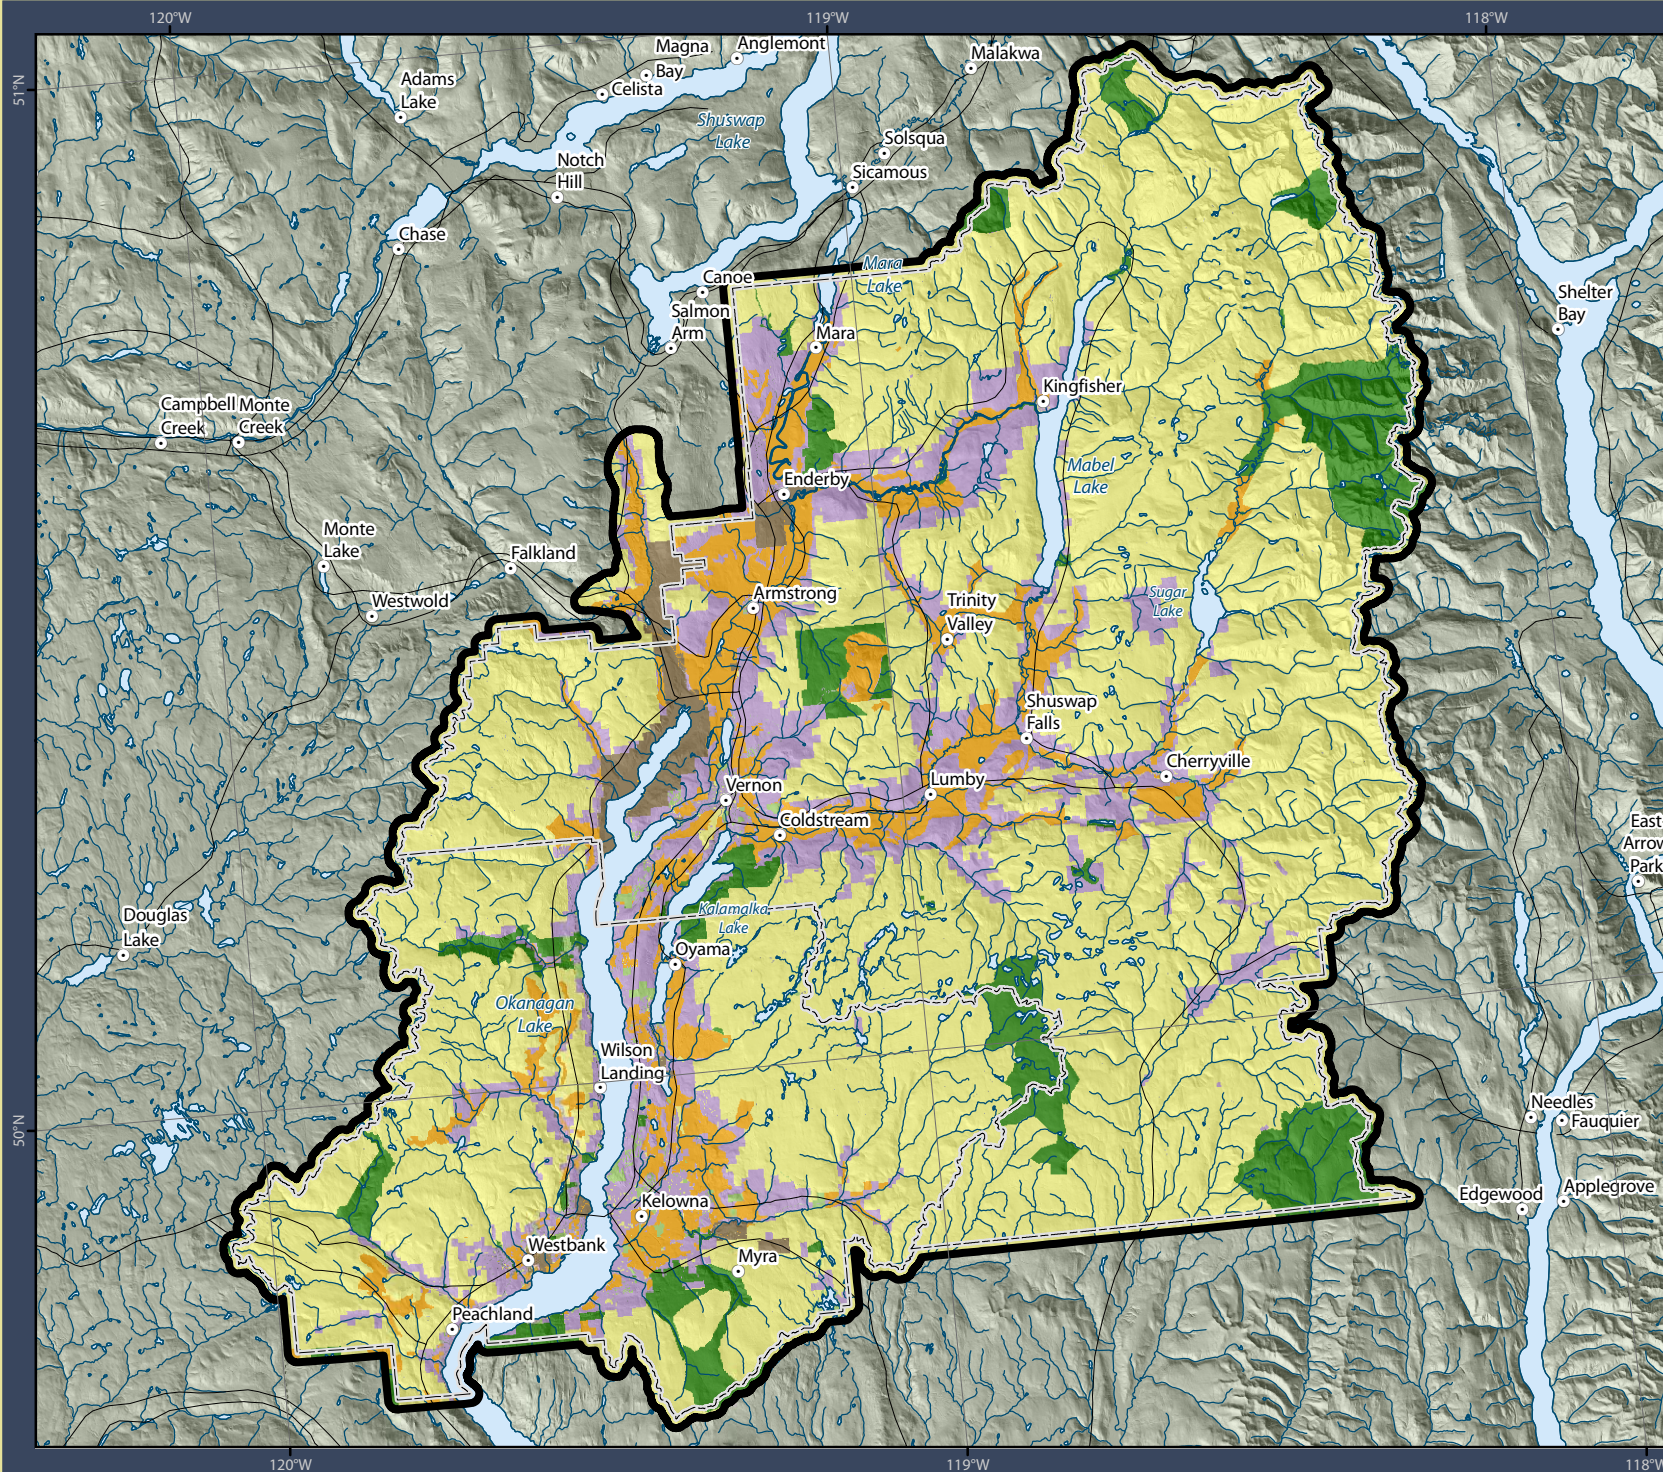 120°W
119°W
118°W
51°N
50°N
Magna
Bay
Anglemont
Malakwa
Adams
Lake
Celista
Shuswap
Lake
Solsqua
Notch
Hill
Sicamous
Chase
Mara
Lake
Canoe
Salmon
Arm
Shelter
Bay
Mara
Kingfisher
Campbell
Creek
Monte
Creek
Mabel
Lake
Enderby
Monte
Lake
Falkland
Westwold
Armstrong
Trinity
Valley
Sugar
Lake
Shuswap
Falls
Cherryville
Vernon
Lumby
Coldstream
East
Arrow
Park
Douglas
Lake
Kalamalka
Lake
Oyama
Okanagan
Lake
Wilson
Landing
Needles
Fauquier
Kelowna
Edgewood
Applegrove
Westbank
Myra
Peachland
120°W
119°W
118°W